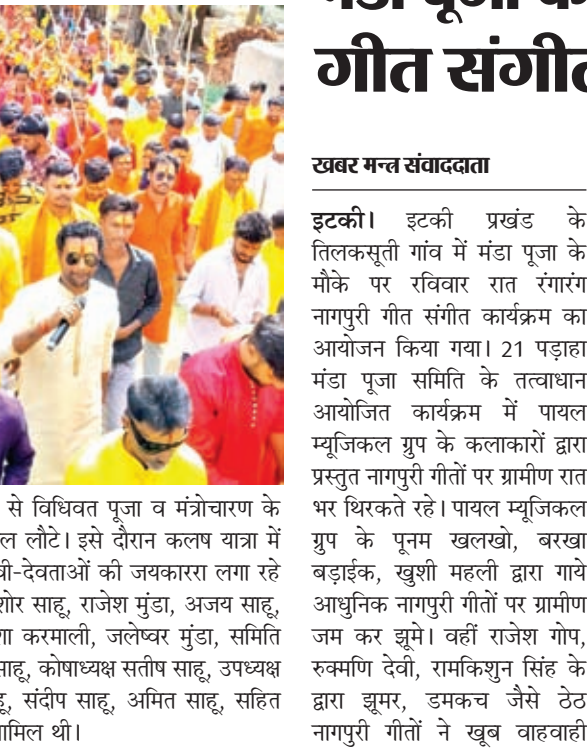 गीत
खबर मन्त्र संवाददाता
इटकी। इटकी प्रखंड के
तिलकसूती गांव में मंडा पूजा के
मौके पर रविवार रात रंगारंग
नागपुरी गीत संगीत कार्यक्रम का
आयोजन किया गया। 21 पड़ाहा
मंडा पूजा समिति के तत्वाधान
आयोजित कार्यक्रम में पायल
म्यूजिकल ग्रुप के कलाकारों द्वारा
प्रस्तुत नागपुरी गीतों पर ग्रामीण रात
भर थिरकते रहे। पायल म्यूजिकल
ग्रुप के पूनम खलखो, बरखा
बड़ाईक, खुशी महली द्वारा गाये
आधुनिक नागपुरी गीतों पर ग्रामीण
जम कर झूमे। वहीं राजेश गोप,
रुक्मणि देवी, रामकिशुन सिंह के
द्वारा झूमर, डमकच जैसे ठेठ
नागपुरी गीतों ने खूब वाहवाही
से विधिवत पूजा व मंत्रोचारण के
लौटे। इसे दौरान कलष यात्रा में
की जयकाररा लगा रहे
साहू, राजेश मुंडा, अजय साहू,
करमाली, जलेष्वर मुंडा, समिति
साहू, कोषाध्यक्ष सतीष साहू, उपध्यक्ष
संदीप साहू, अमित साहू, सहित
थी।